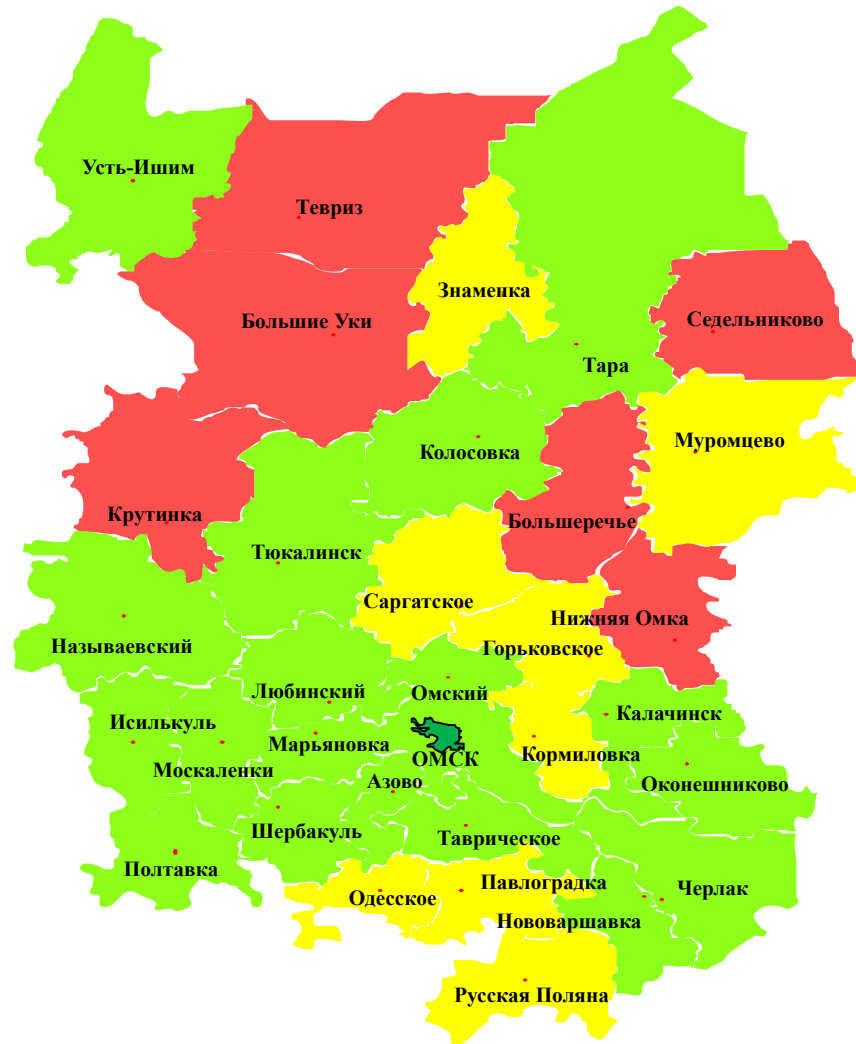 Усть-Ишим
Тевриз
Знаменка
Большие Уки
Седельниково
Тара
Колосовка
Муромцево
Крутинка
Большеречье
Тюкалинск
Саргатское
Нижняя Омка
Называевский
Горьковское
Любинский
Омский
Исилькуль
Калачинск
Марьяновка
Москаленки
ОМСК
Кормиловка
Азово
Оконешниково
Шербакуль
Таврическое
Полтавка
Одесское
Павлоградка
Черлак
Нововаршавка
Русская Поляна